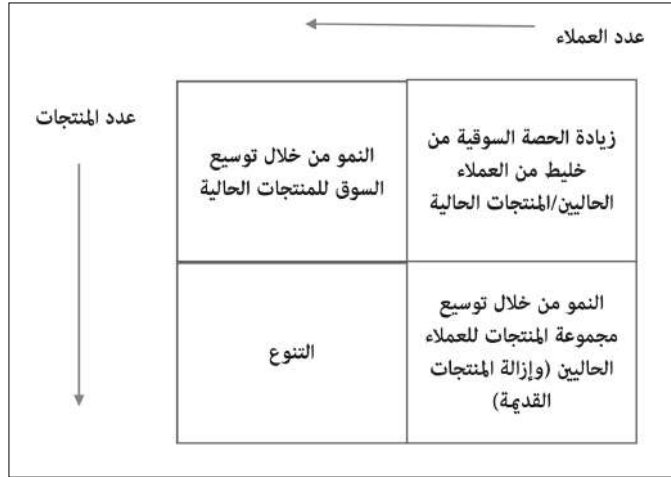 عدد العملاء
عدد المنتجات
زيادة الحصة السوقية من
خليط من العملاء
الحاليين/المنتجات الحالية
النمو من خلال توسيع
السوق للمنتجات الحالية
النمو من خلال توسيع
مجموعة المنتجات للعملاء
الحاليين (وإزالة المنتجات
القديمة)
التنوع